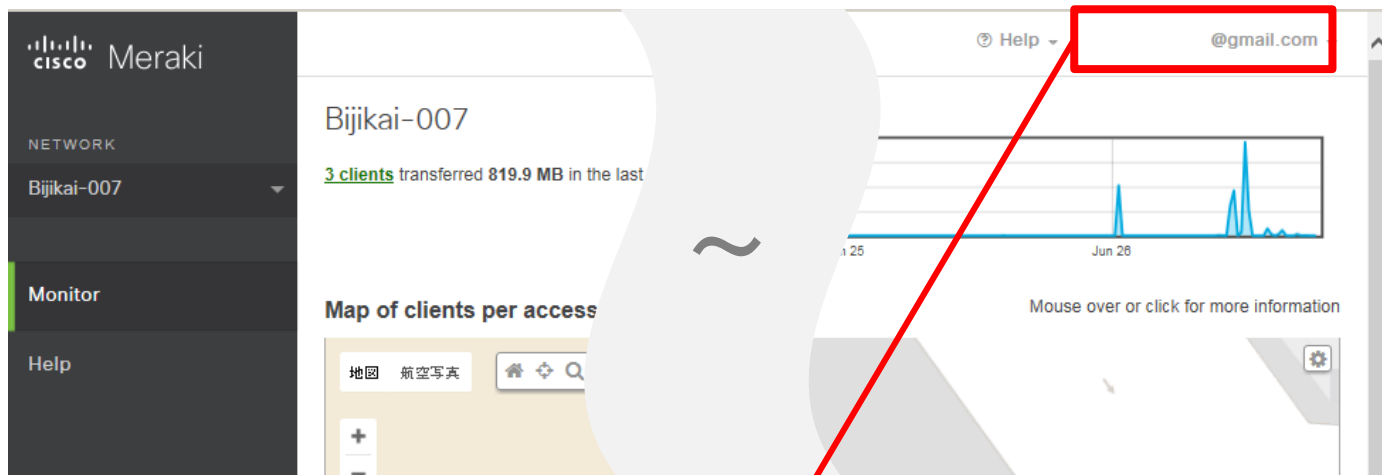 cisco Meraki
Help
@gmail.com
NETWORK
Bijikai-007
Monitor
Help
Bijikai-007
3 clients transferred 819.9 MB in the last
25
Jun 26
~
Map of clients per access
Mouse over or click for more information
地図 航空写真
+